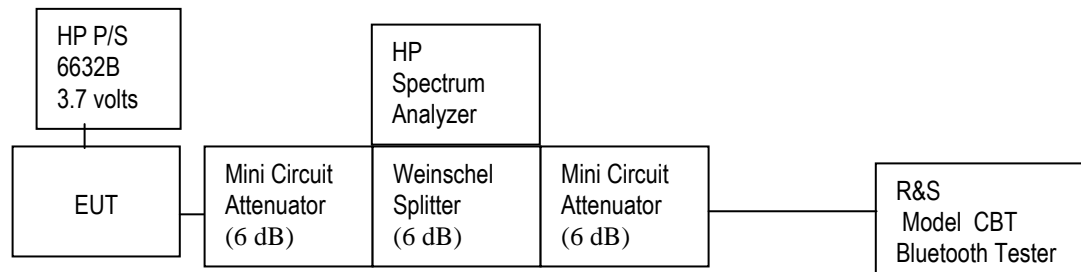 HP P/S
6632B
3.7 volts
HP
Spectrum
Analyzer
EUT
Mini Circuit
Attenuator
(6 dB)
Weinschel
Splitter
(6 dB)
Mini Circuit
Attenuator
(6 dB)
R&S
Model CBT
Bluetooth Tester